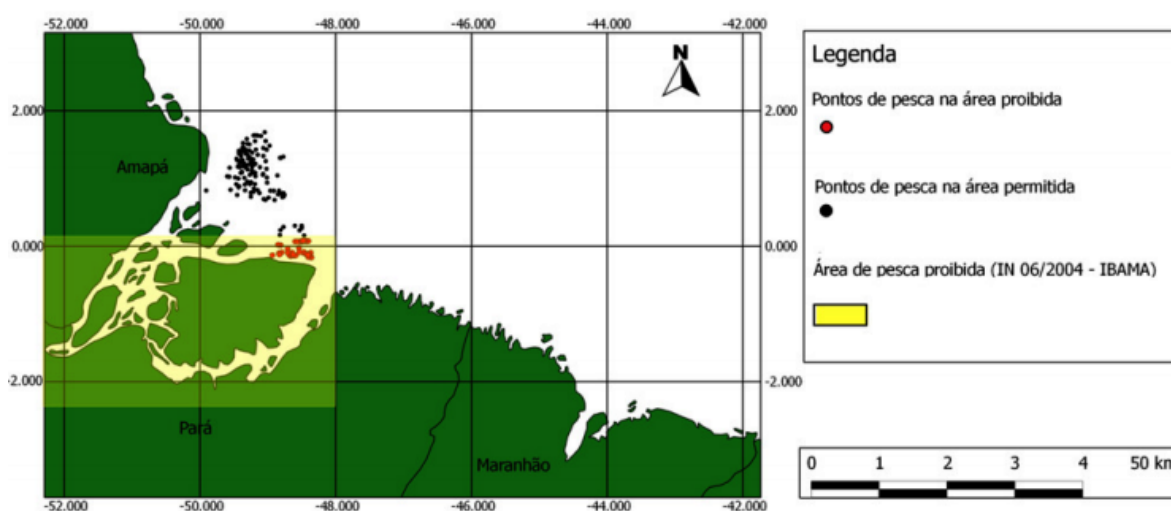 -52.000 -50.000 -48.000 -46.000 -44.000 -42.000
N
2.000 2.000
Amapá
0.000 0.000
-2.000 -2.000
Pará
Maranhão
-52.000 -50.000 -48.000 -46.000 -44.000 -42.000
Legenda
Pontos de pesca na área proibida
Pontos de pesca na área permitida
Área de pesca proibida (IN 06/2004 - IBAMA)
0 1 2 3 4 50 km